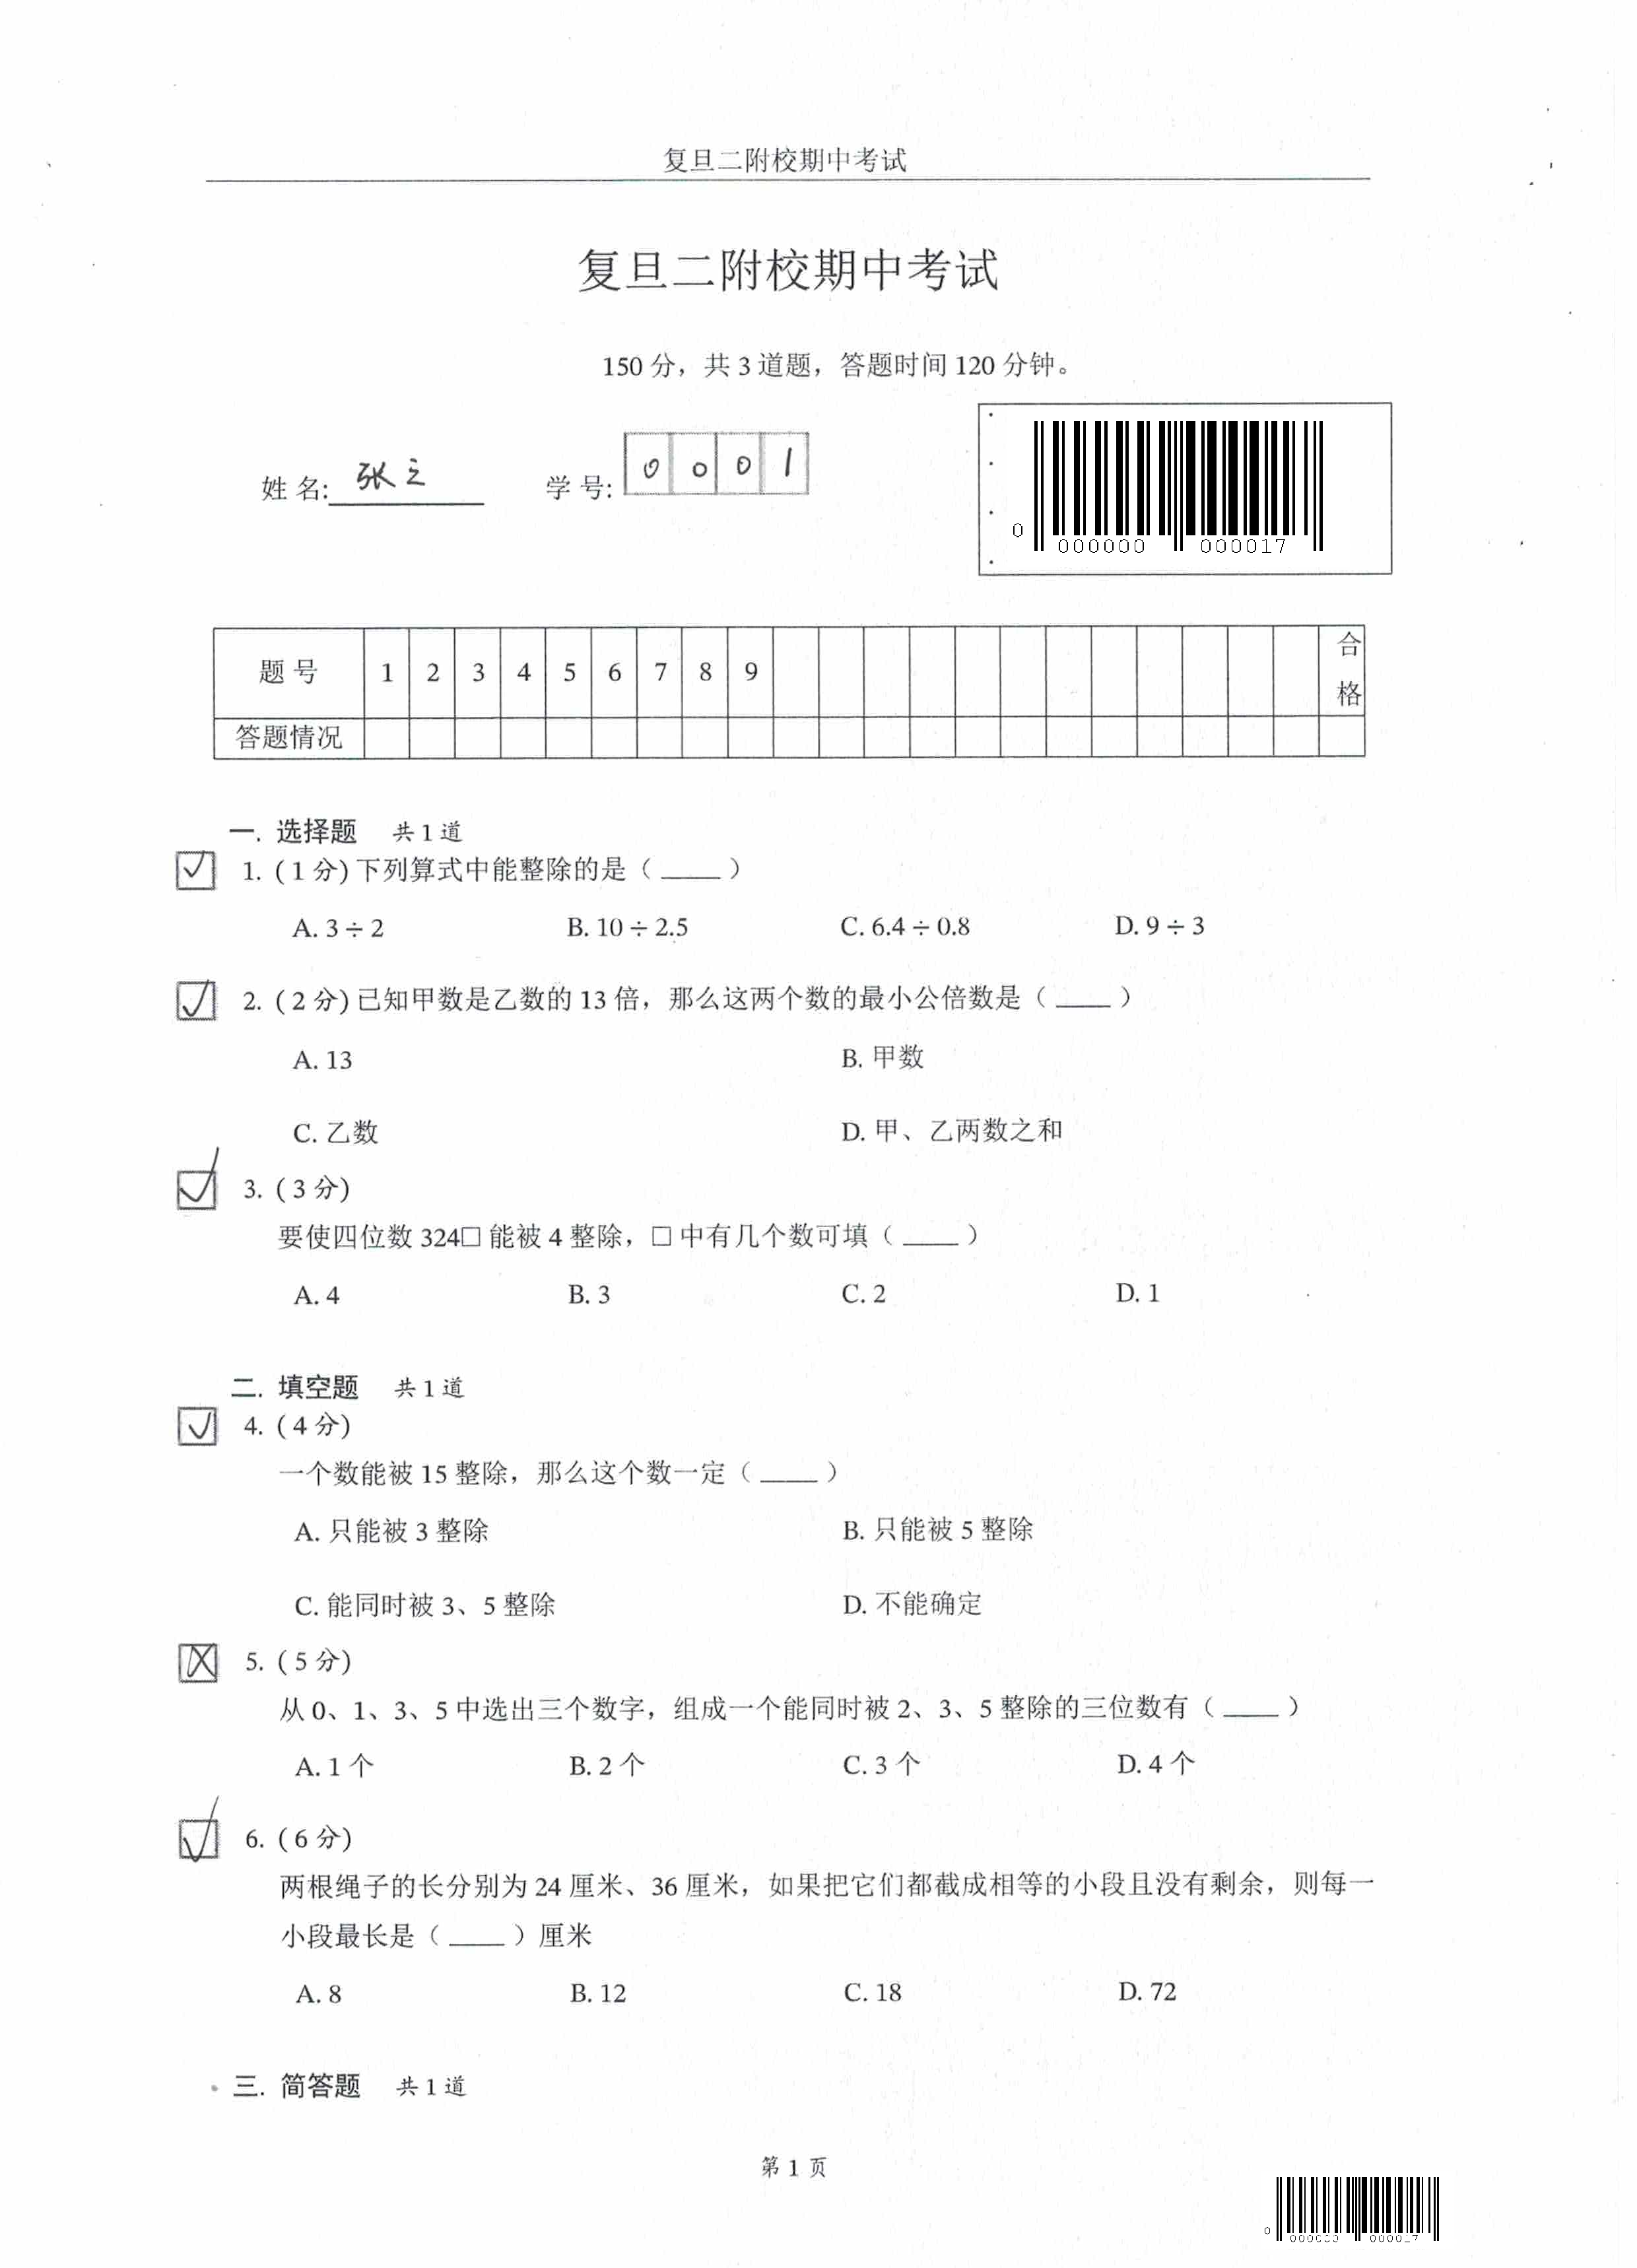 复旦二附校期中考试
复旦二附校期中考试
150 分，共 3 道题，答题时间 120 分钟。
姓 名: 张立 学 号: 0 0 0 1
0 000000 000017
题 号 1 2 3 4 5 6 7 8 9 合格
答题情况
一. 选择题 共 1 道
1. ( 1 分) 下列算式中能整除的是（ ____ ）
A. 3 ÷ 2 B. 10 ÷ 2.5 C. 6.4 ÷ 0.8 D. 9 ÷ 3
2. ( 2 分) 已知甲数是乙数的 13 倍，那么这两个数的最小公倍数是（ ____ ）
A. 13 B. 甲数
C. 乙数 D. 甲、乙两数之和
3. ( 3 分)
要使四位数 324□ 能被 4 整除，□ 中有几个数可填（ ____ ）
A. 4 B. 3 C. 2 D. 1
二. 填空题 共 1 道
4. ( 4 分)
一个数能被 15 整除，那么这个数一定（ ____ ）
A. 只能被 3 整除 B. 只能被 5 整除
C. 能同时被 3、5 整除 D. 不能确定
5. ( 5 分)
从 0、1、3、5 中选出三个数字，组成一个能同时被 2、3、5 整除的三位数有（ ____ ）
A. 1 个 B. 2 个 C. 3 个 D. 4 个
6. ( 6 分)
两根绳子的长分别为 24 厘米、36 厘米，如果把它们都截成相等的小段且没有剩余，则每一
小段最长是（ ____ ）厘米
A. 8 B. 12 C. 18 D. 72
三. 简答题 共 1 道
第 1 页
0 000000 000017